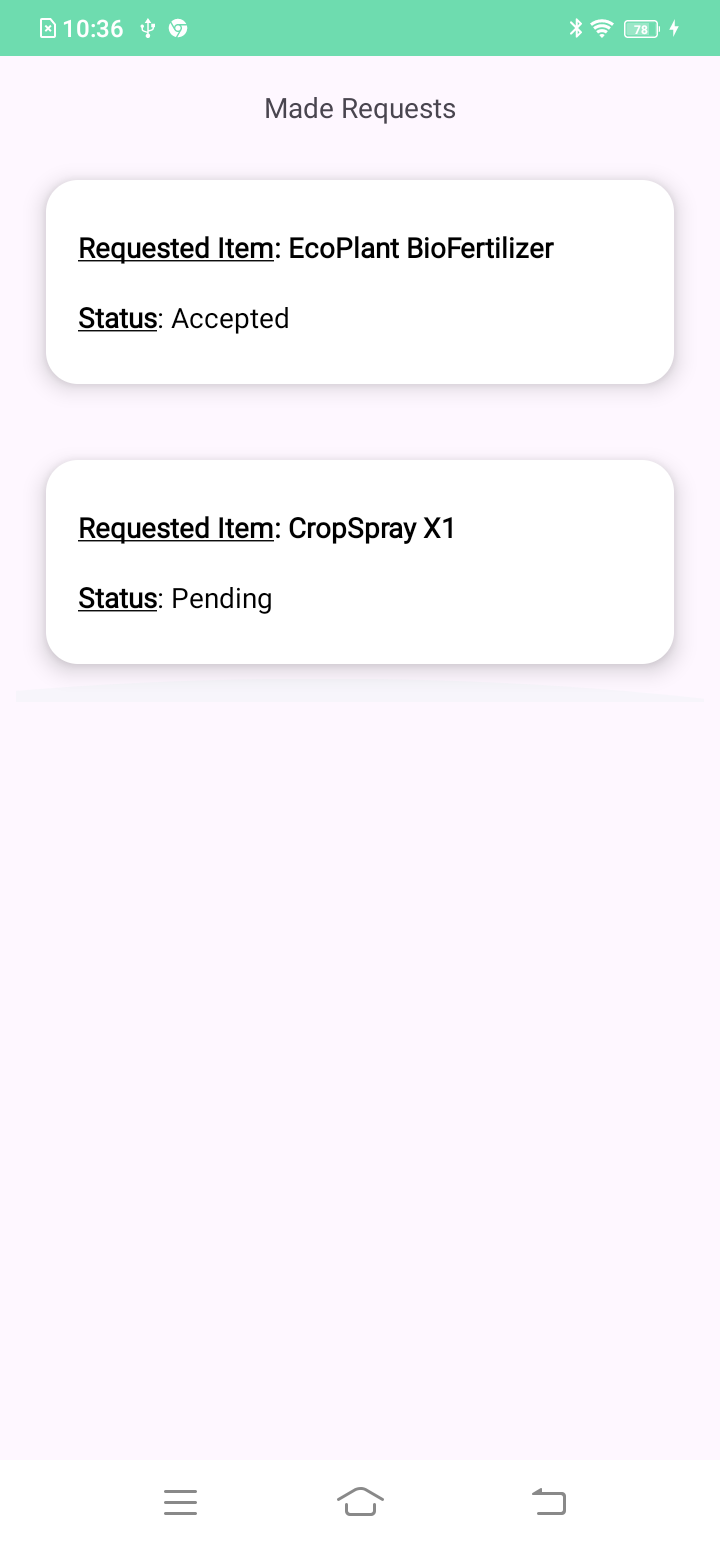 10:36
78
Made Requests
Requested Item: EcoPlant BioFertilizer
Status: Accepted
Requested Item: CropSpray X1
Status: Pending